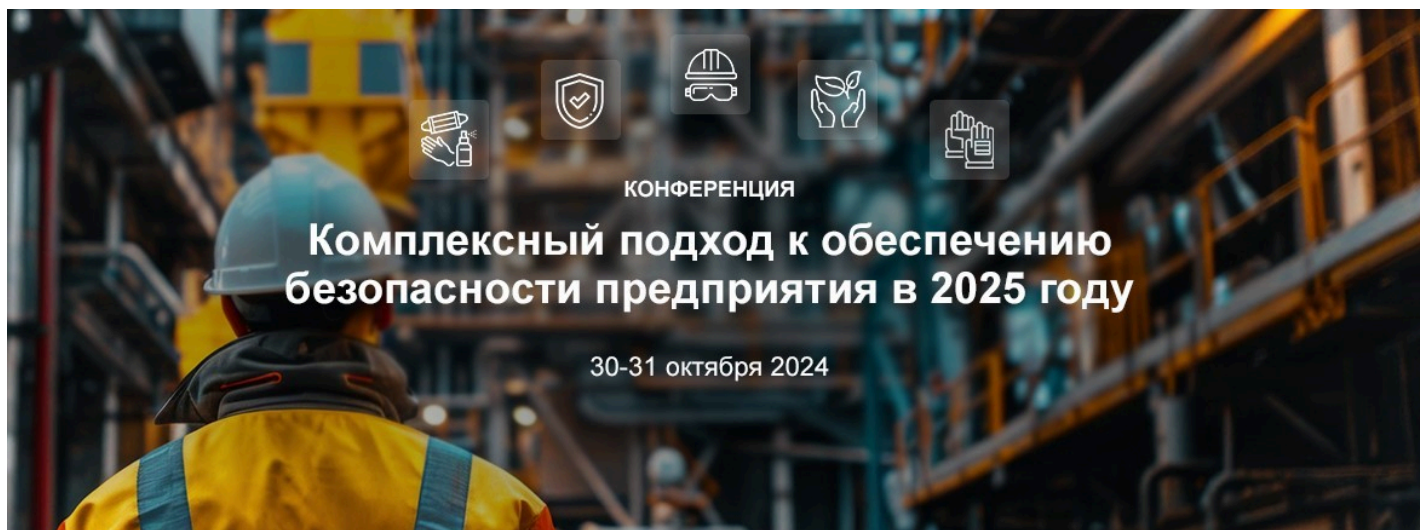 КОНФЕРЕНЦИЯ
Комплексный подход к обеспечению
безопасности предприятия в 2025 году
30-31 октября 2024